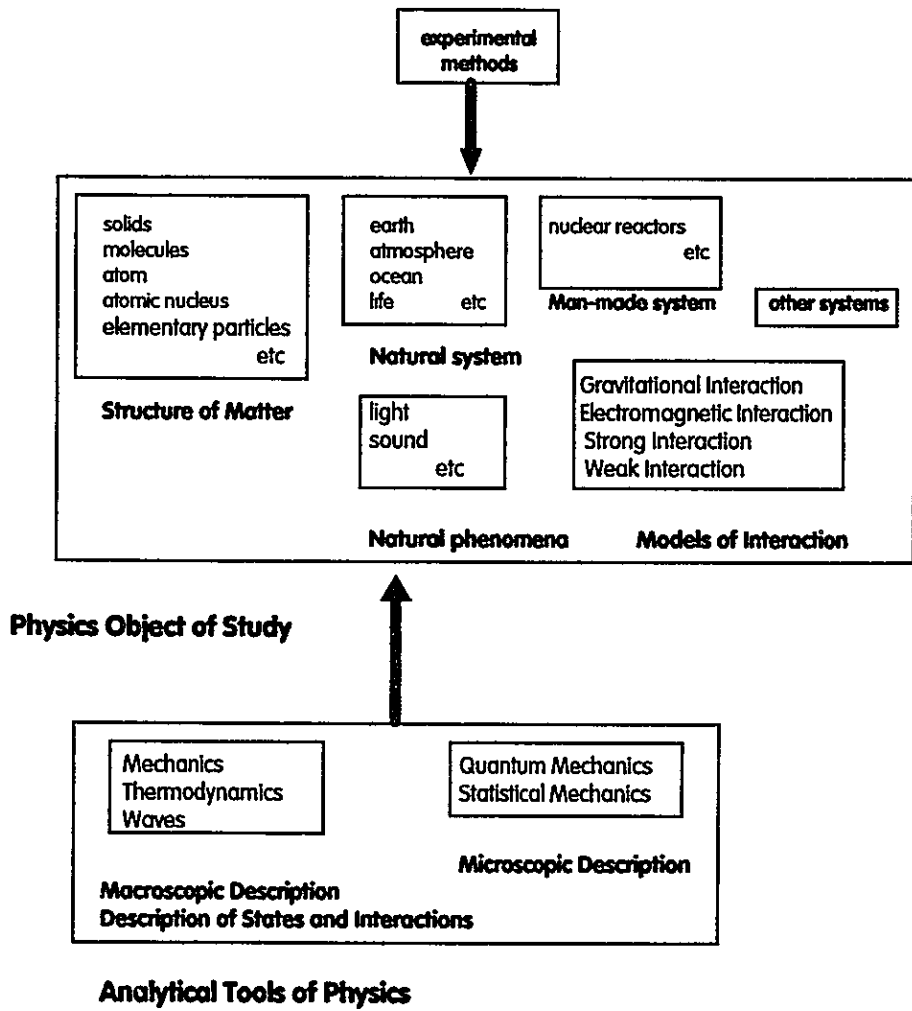 experimental
methods
solids
molecules
atom
atomic nucleus
elementary particles
etc
Structure of Matter
earth
atmosphere
ocean
life etc
Natural system
nuclear reactors
etc
Man-made system
other systems
light
sound
etc
Natural phenomena
Gravitational Interaction
Electromagnetic Interaction
Strong Interaction
Weak Interaction
Models of Interaction
Physics Object of Study
Mechanics
Thermodynamics
Waves
Macroscopic Description
Description of States and Interactions
Quantum Mechanics
Statistical Mechanics
Microscopic Description
Analytical Tools of Physics